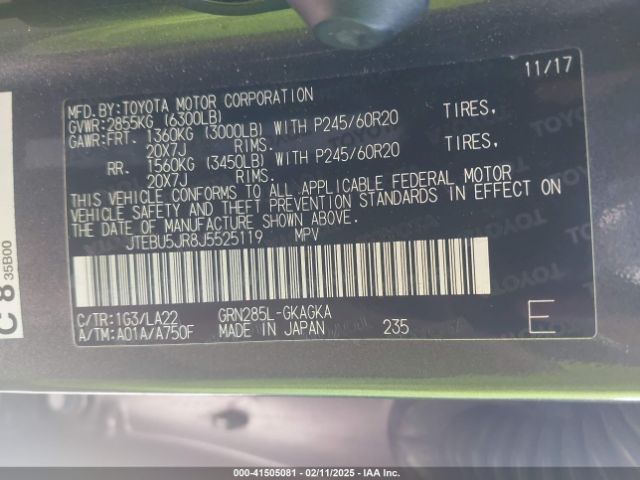 11/17
MFD.BY:TOYOTA MOTOR CORPORATION
GVWR:2855KG (6300LB)
GAWR:FRT. 1360KG (3000LB) WITH P245/60R20 TIRES,
20X7J RIMS.
RR. 1560KG (3450LB) WITH P245/60R20 TIRES,
20X7J RIMS.
THIS VEHICLE CONFORMS TO ALL APPLICABLE FEDERAL MOTOR
VEHICLE SAFETY AND THEFT PREVENTION STANDARDS IN EFFECT ON
THE DATE OF MANUFACTURE SHOWN ABOVE.
JTEBU5JR8J5525119 MPV
C/TR:1G3/LA22 GRN285L-GKAGKA
A/TM:A01A/A750F MADE IN JAPAN 235 E
C 8 35B00
000-41505081 - 02/11/2025 - IAA Inc.